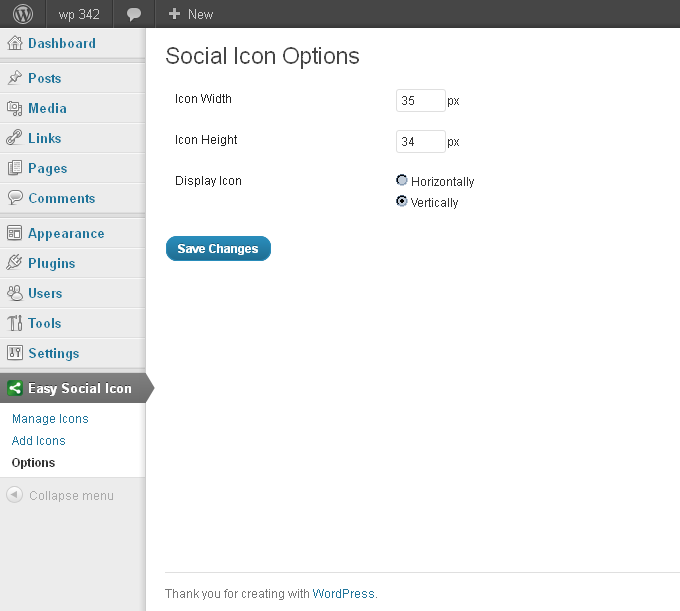 wp 342
New
Dashboard
Posts
Media
Links
Pages
Comments
Appearance
Plugins
Users
Tools
Settings
Easy Social Icon
Manage Icons
Add Icons
Options
Collapse menu
Social Icon Options
Icon Width 35 px
Icon Height 34 px
Display Icon Horizontally
Vertically
Save Changes
Thank you for creating with WordPress.